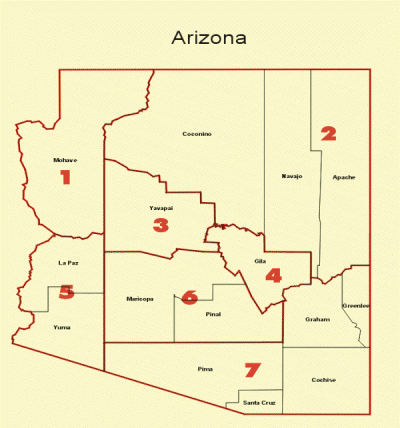 Arizona
Coconino
2
Mohave
1
Navajo
Apache
Yavapai
3
La Paz
Gila
4
5
Maricopa
6
Pinal
Greenlee
Graham
Yuma
Pima
7
Cochise
Santa Cruz